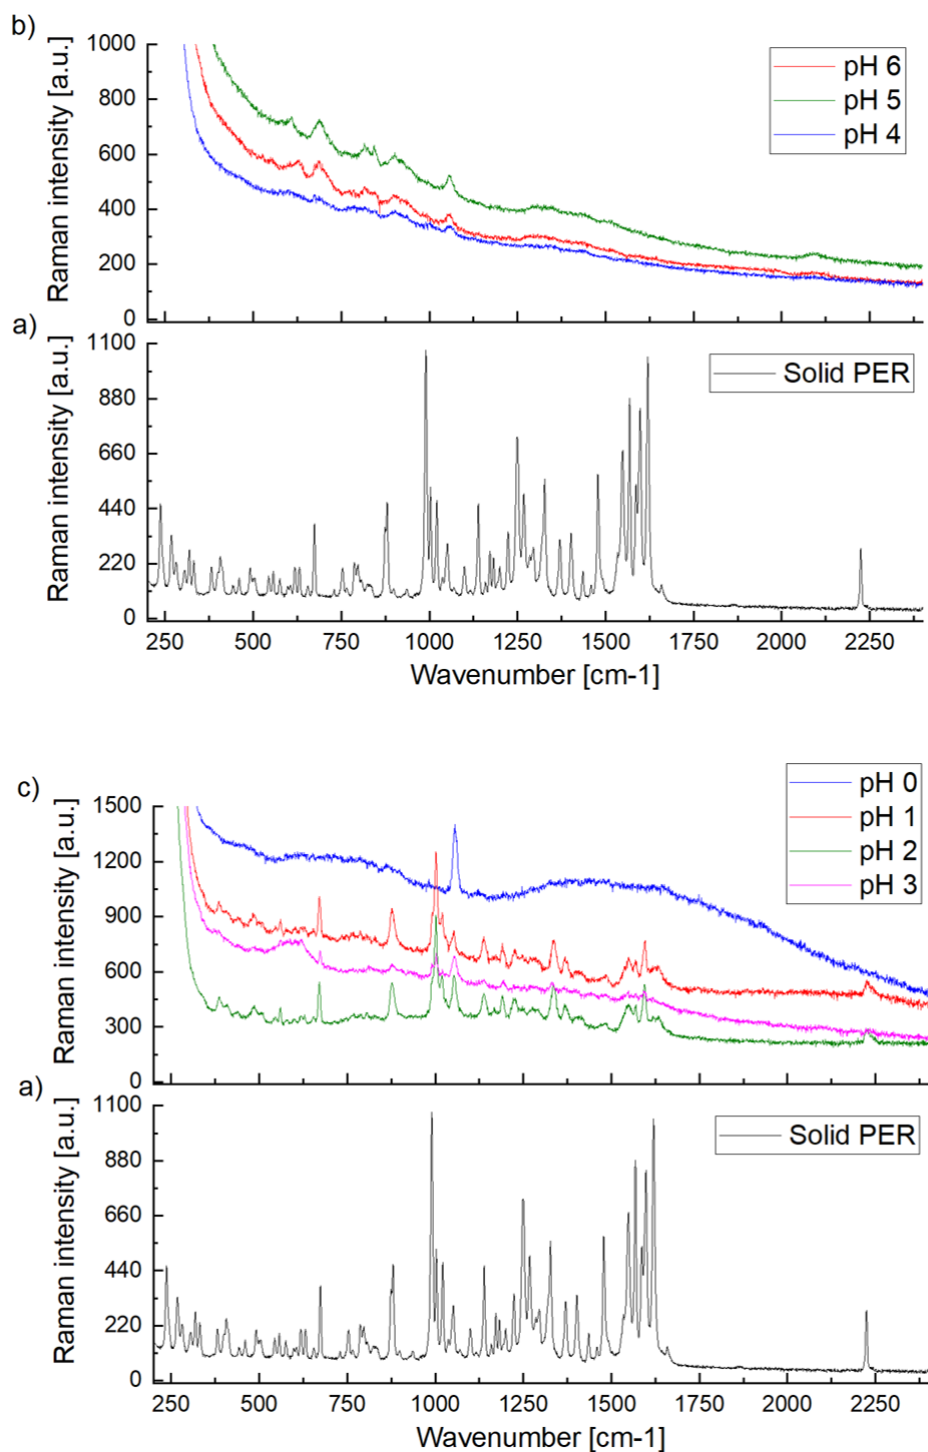 b)
1000
800
600
400
200
0
Raman intensity [a.u.]
pH 6
pH 5
pH 4
a)
1100
880
660
440
220
0
Raman intensity [a.u.]
Solid PER
250 500 750 1000 1250 1500 1750 2000 2250
Wavenumber [cm-1]
c)
1500
1200
900
600
300
0
Raman intensity [a.u.]
pH 0
pH 1
pH 2
pH 3
a)
1100
880
660
440
220
0
Raman intensity [a.u.]
Solid PER
250 500 750 1000 1250 1500 1750 2000 2250
Wavenumber [cm-1]